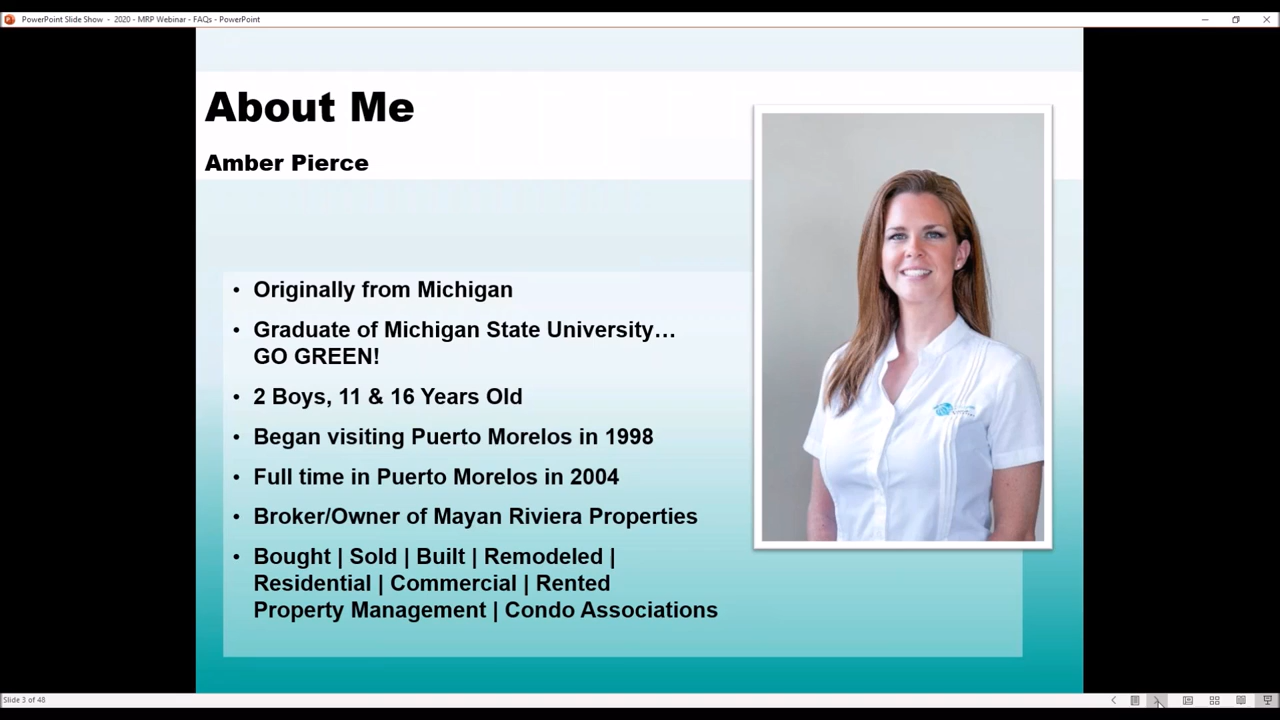 PowerPoint Slide Show - 2020 - MRP Webinar - FAQs - PowerPoint
About Me
Amber Pierce
• Originally from Michigan
• Graduate of Michigan State University…
GO GREEN!
• 2 Boys, 11 & 16 Years Old
• Began visiting Puerto Morelos in 1998
• Full time in Puerto Morelos in 2004
• Broker/Owner of Mayan Riviera Properties
• Bought | Sold | Built | Remodeled |
Residential | Commercial | Rented
Property Management | Condo Associations
Slide 3 of 48